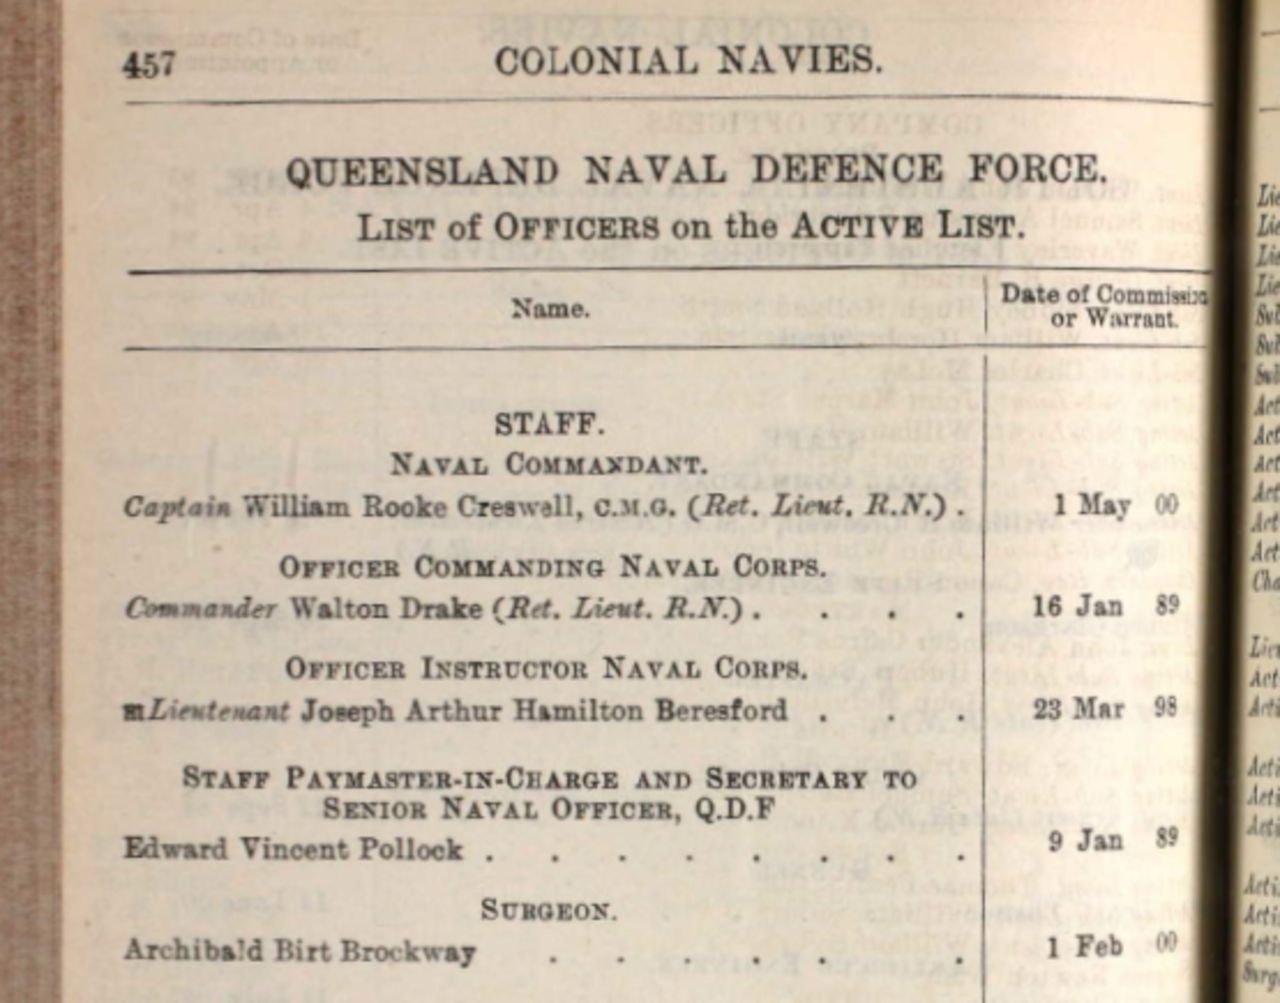 457 COLONIAL NAVIES.
QUEENSLAND NAVAL DEFENCE FORCE.
LIST of OFFICERS on the ACTIVE LIST.
Name.
Date of Commission
or Warrant.
STAFF.
NAVAL COMMANDANT.
Captain William Rooke Creswell, C.M.G. (Ret. Lieut. R.N.) . 1 May 00
OFFICER COMMANDING NAVAL CORPS.
Commander Walton Drake (Ret. Lieut. R.N.) . . . . 16 Jan 89
OFFICER INSTRUCTOR NAVAL CORPS.
m Lieutenant Joseph Arthur Hamilton Beresford . . . 23 Mar 98
STAFF PAYMASTER-IN-CHARGE AND SECRETARY TO
SENIOR NAVAL OFFICER, Q.D.F
Edward Vincent Pollock . . . . . . . . 9 Jan 89
SURGEON.
Archibald Birt Brockway . . . . . . . 1 Feb 00